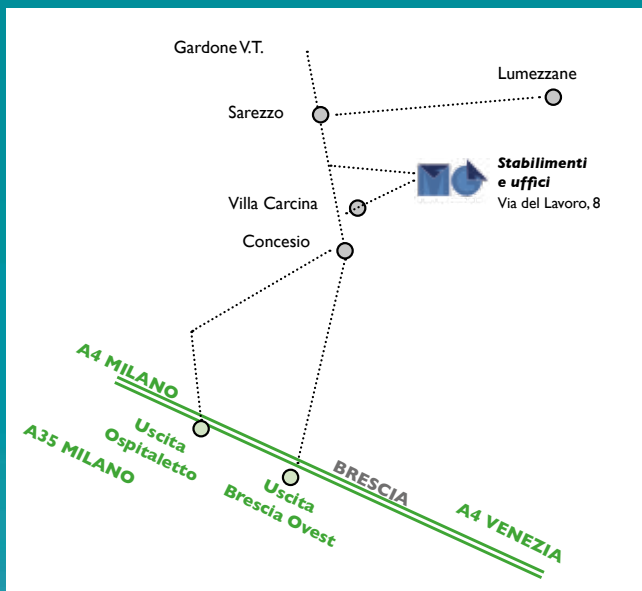 Gardone V.T.
Lumezzane
Sarezzo
MG
Stabilimenti
e uffici
Via del Lavoro, 8
Villa Carcina
Concesio
A4 MILANO
Uscita
Ospitaletto
A35 MILANO
BRESCIA
Uscita
Brescia Ovest
A4 VENEZIA